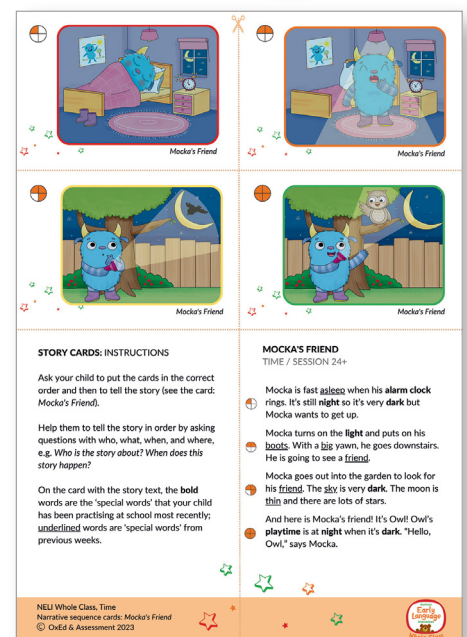 Mocka's Friend
Mocka's Friend
Mocka's Friend
Mocka's Friend
STORY CARDS: INSTRUCTIONS
Ask your child to put the cards in the correct
order and then to tell the story (see the card:
Mocka's Friend).
Help them to tell the story in order by asking
questions with who, what, when, and where,
e.g. Who is the story about? When does this
story happen?
On the card with the story text, the bold
words are the 'special words' that your child
has been practising at school most recently;
underlined words are 'special words' from
previous weeks.
MOCKA'S FRIEND
TIME / SESSION 24+
Mocka is fast asleep when his alarm clock
rings. It's still night so it's very dark but
Mocka wants to get up.
Mocka turns on the light and puts on his
boots. With a big yawn, he goes downstairs.
He is going to see a friend.
Mocka goes out into the garden to look for
his friend. The sky is very dark. The moon is
thin and there are lots of stars.
And here is Mocka's friend! It's Owl! Owl's
playtime is at night when it's dark. "Hello,
Owl," says Mocka.
NELI Whole Class, Time
Narrative sequence cards: Mocka's Friend
© OxEd & Assessment 2023
Early
Language